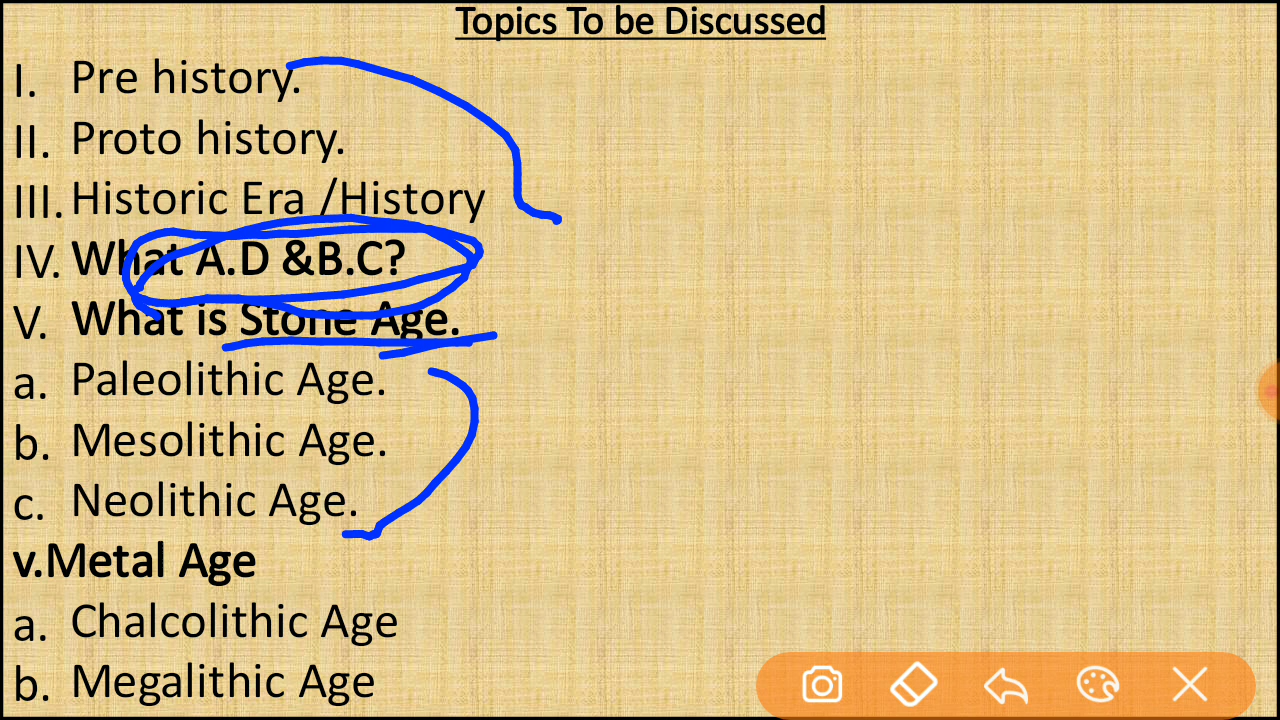 Topics To be Discussed
I. Pre history.
II. Proto history.
III. Historic Era /History
IV. What A.D &B.C?
V. What is Stone Age.
a. Paleolithic Age.
b. Mesolithic Age.
c. Neolithic Age.
v.Metal Age
a. Chalcolithic Age
b. Megalithic Age